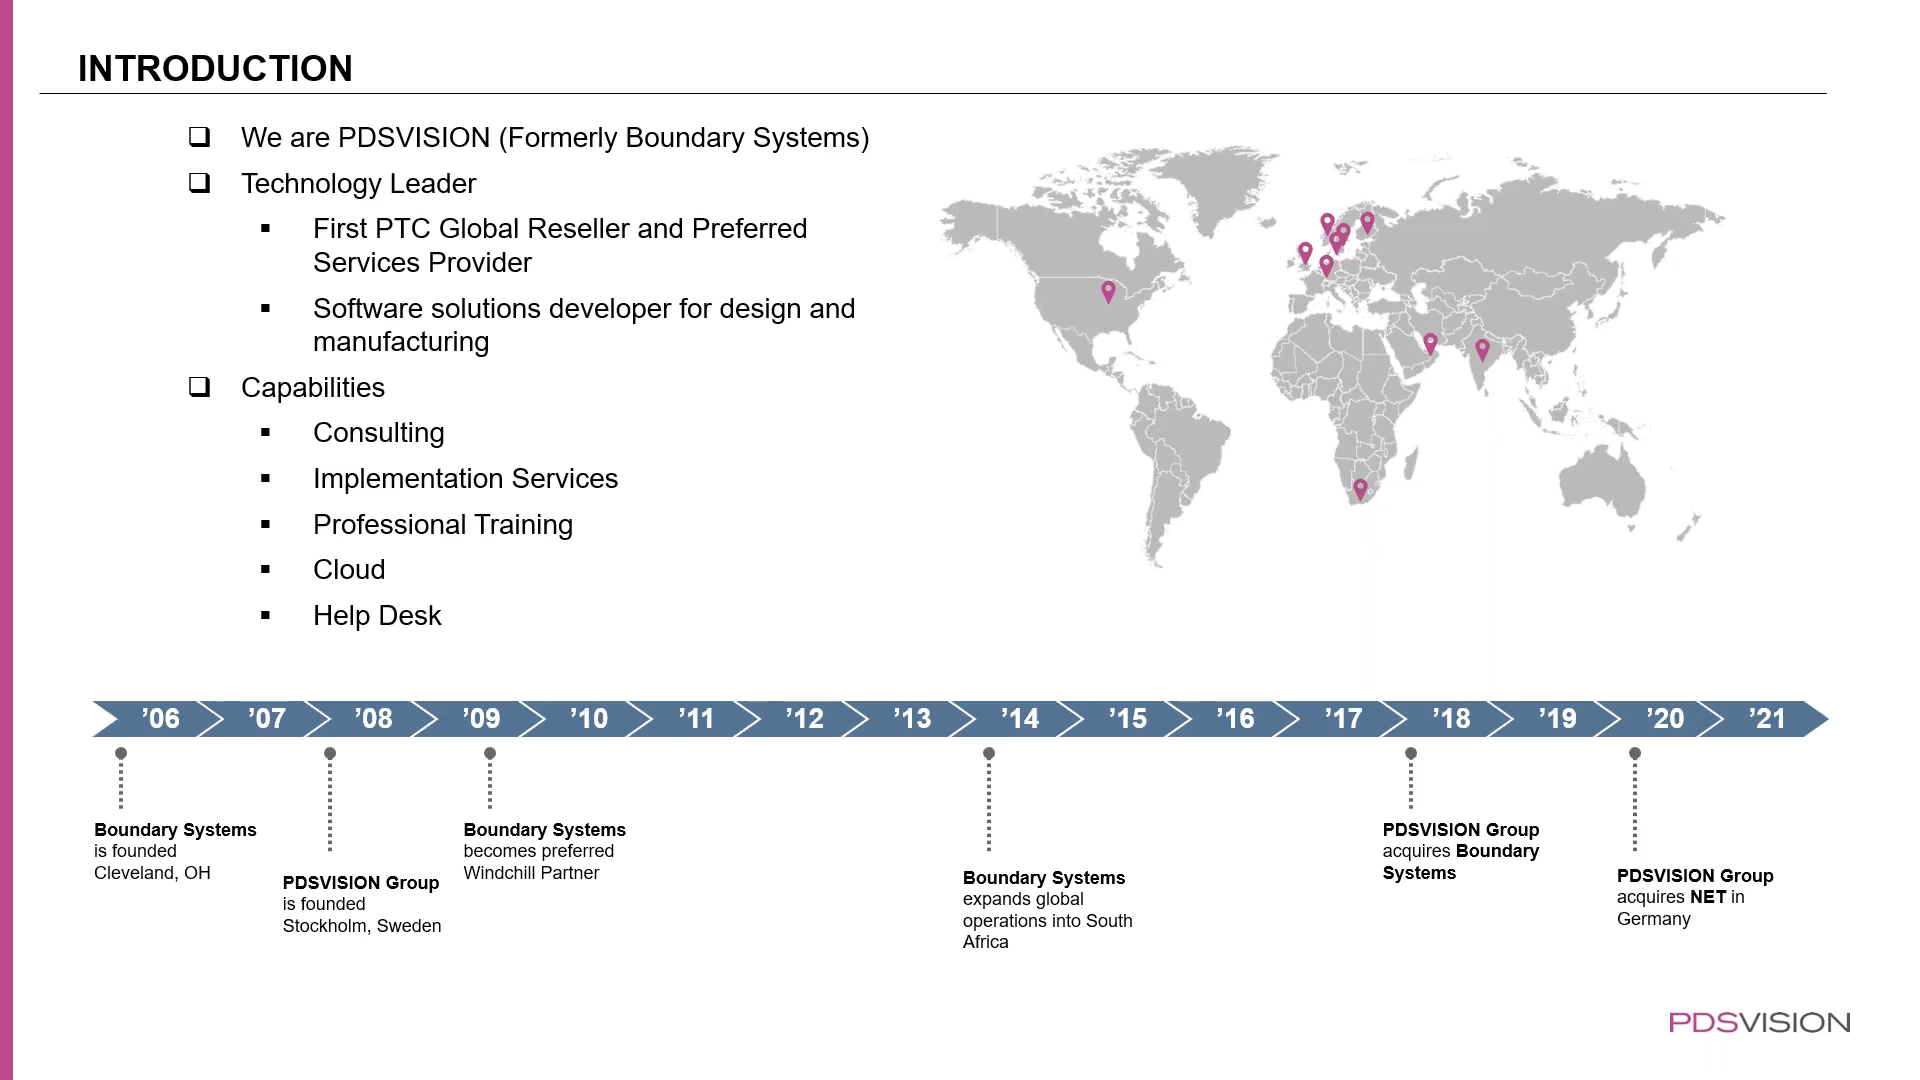 INTRODUCTION
We are PDSVISION (Formerly Boundary Systems)
Technology Leader
First PTC Global Reseller and Preferred
Services Provider
Software solutions developer for design and
manufacturing
Capabilities
Consulting
Implementation Services
Professional Training
Cloud
Help Desk
’06 ’07 ’08 ’09 ’10 ’11 ’12 ’13 ’14 ’15 ’16 ’17 ’18 ’19 ’20 ’21
Boundary Systems
is founded
Cleveland, OH
PDSVISION Group
is founded
Stockholm, Sweden
Boundary Systems
becomes preferred
Windchill Partner
Boundary Systems
expands global
operations into South
Africa
PDSVISION Group
acquires Boundary
Systems
PDSVISION Group
acquires NET in
Germany
PDSVISION